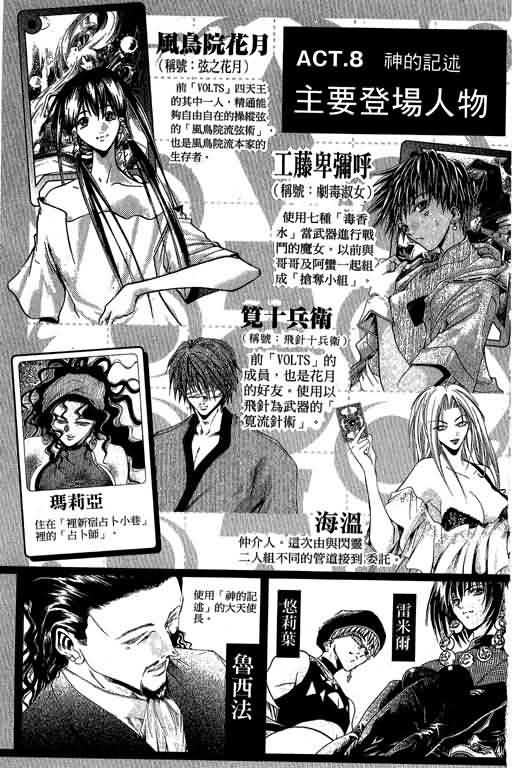 ACT.8 神的記述
主要登場人物
風鳥院花月
(稱號：弦之花月)
前「VOLTS」四天王
的其中一人，精通能
夠自由自在的操縱弦
的「風鳥院流弦術」，
也是風鳥院流本家的
生存者。
工藤卑彌呼
(稱號：劇毒淑女)
使用七種「毒香
水」當武器進行戰
鬥的魔女。以前與
哥哥及阿蠻一起組
成「搶奪小組」。
筧十兵衛
(稱號：飛針十兵衛)
前「VOLTS」的
成員，也是花月
的好友。使用以
飛針為武器的「
筧流針術」。
瑪莉亞
住在「裡新宿占卜小巷」
裡的「占卜師」。
海溫
仲介人。這次由與閃靈
二人組不同的管道接到委託。
使用「神的記
述」的大天使
長。
魯西法
悠莉葉
雷米爾